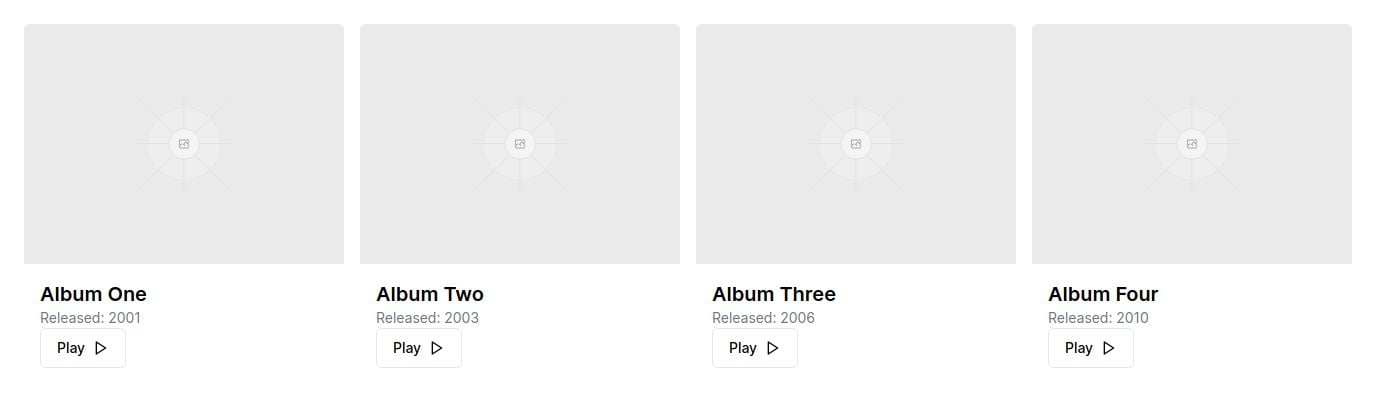 Album One
Released: 2001
Play
Album Two
Released: 2003
Play
Album Three
Released: 2006
Play
Album Four
Released: 2010
Play